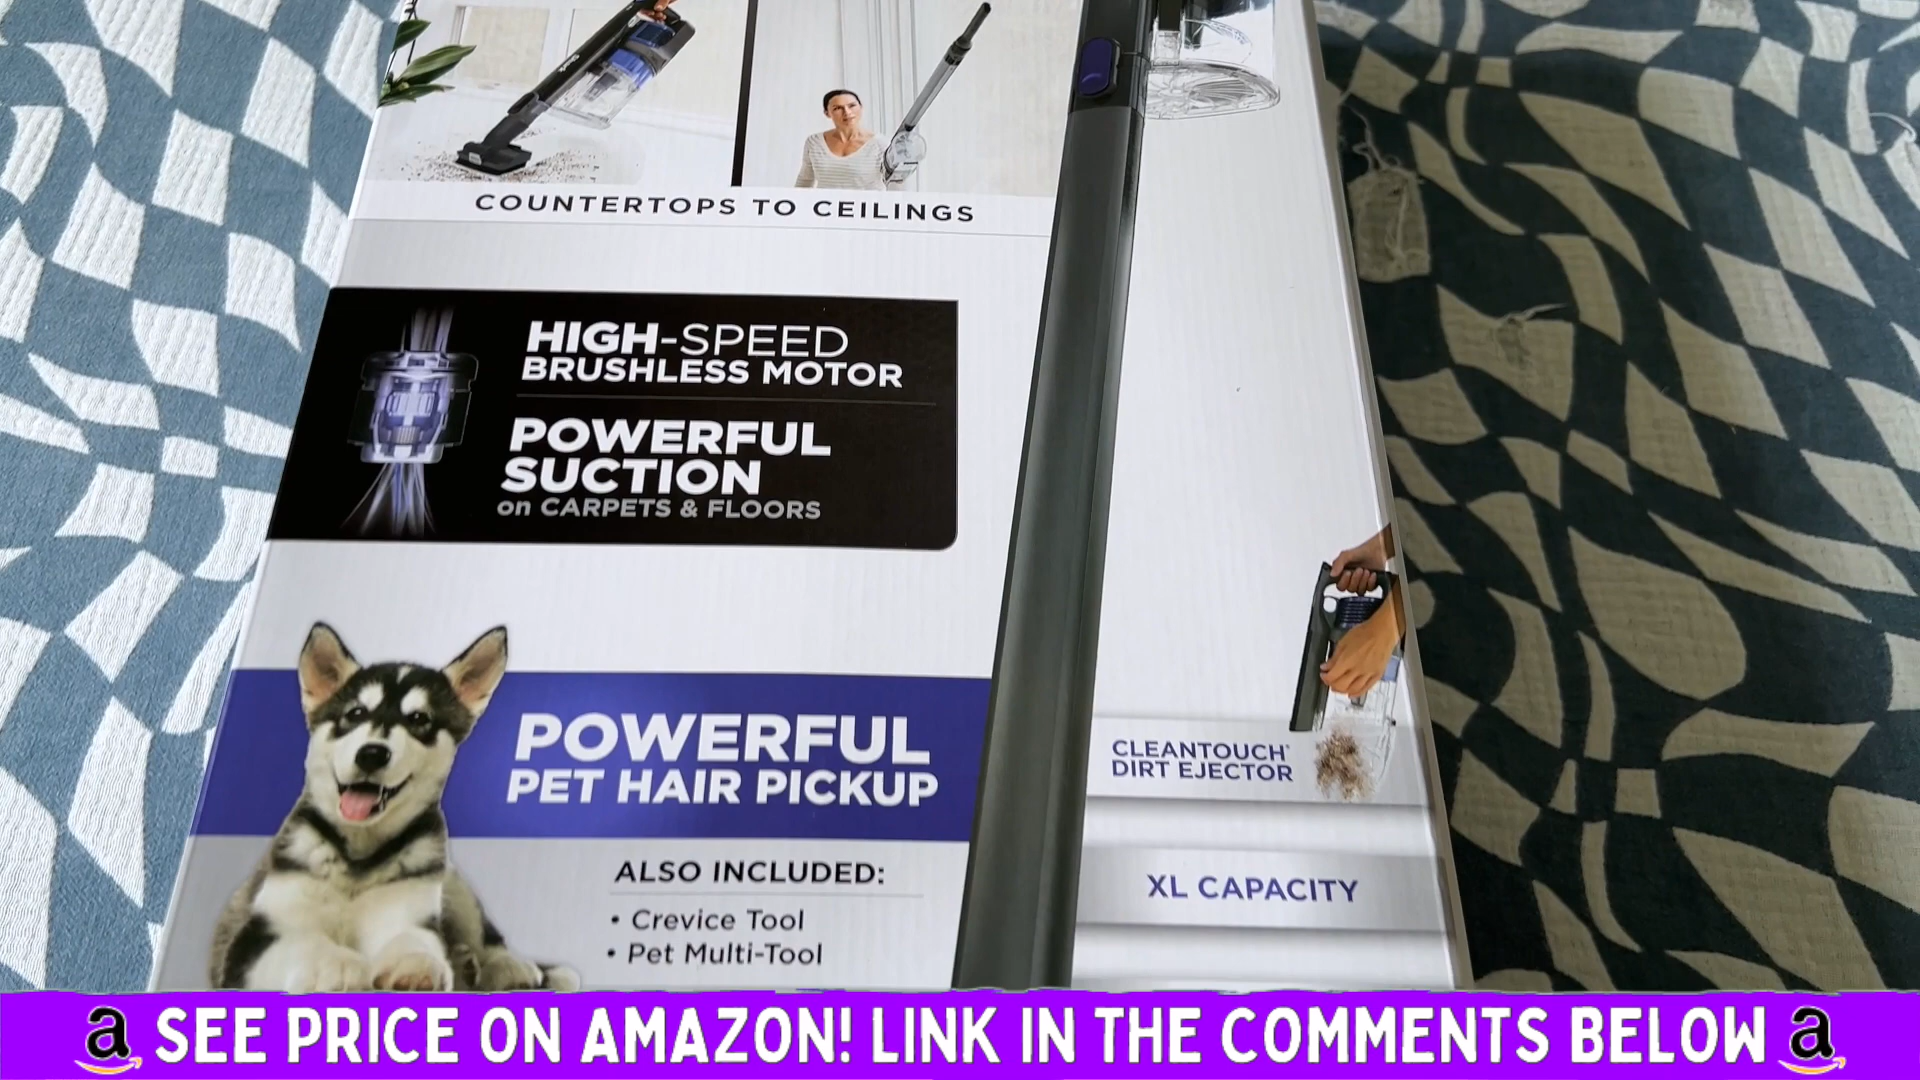 COUNTERTOPS TO CEILINGS
HIGH-SPEED
BRUSHLESS MOTOR
POWERFUL
SUCTION
on CARPETS & FLOORS
POWERFUL
PET HAIR PICKUP
ALSO INCLUDED:
• Crevice Tool
• Pet Multi-Tool
CLEANTOUCH®
DIRT EJECTOR
XL CAPACITY
a SEE PRICE ON AMAZON! LINK IN THE COMMENTS BELOW a